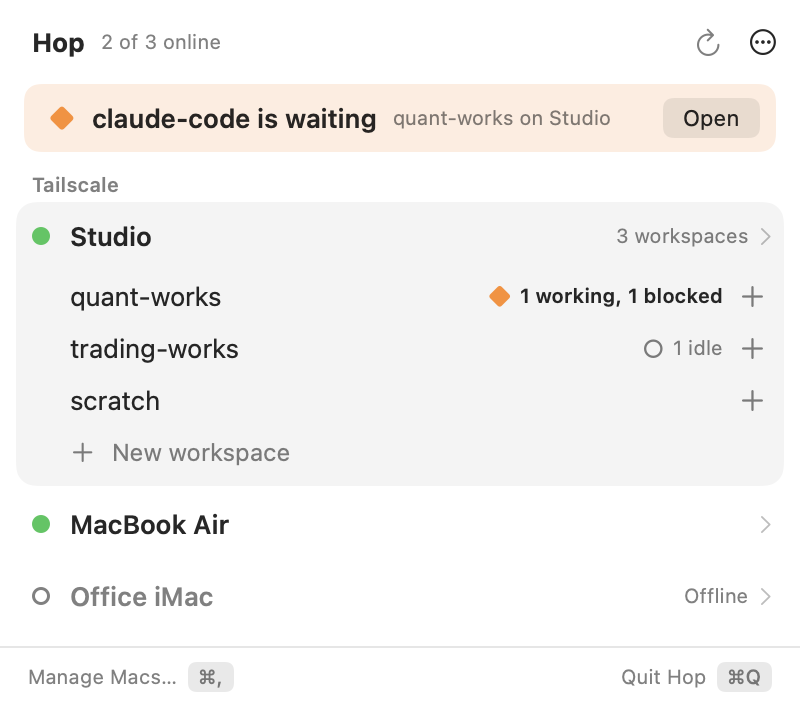 Hop 2 of 3 online
claude-code is waiting quant-works on Studio Open
Tailscale
Studio 3 workspaces
quant-works 1 working, 1 blocked
trading-works 1 idle
scratch
New workspace
MacBook Air
Office iMac Offline
Manage Macs... ⌘, Quit Hop ⌘Q